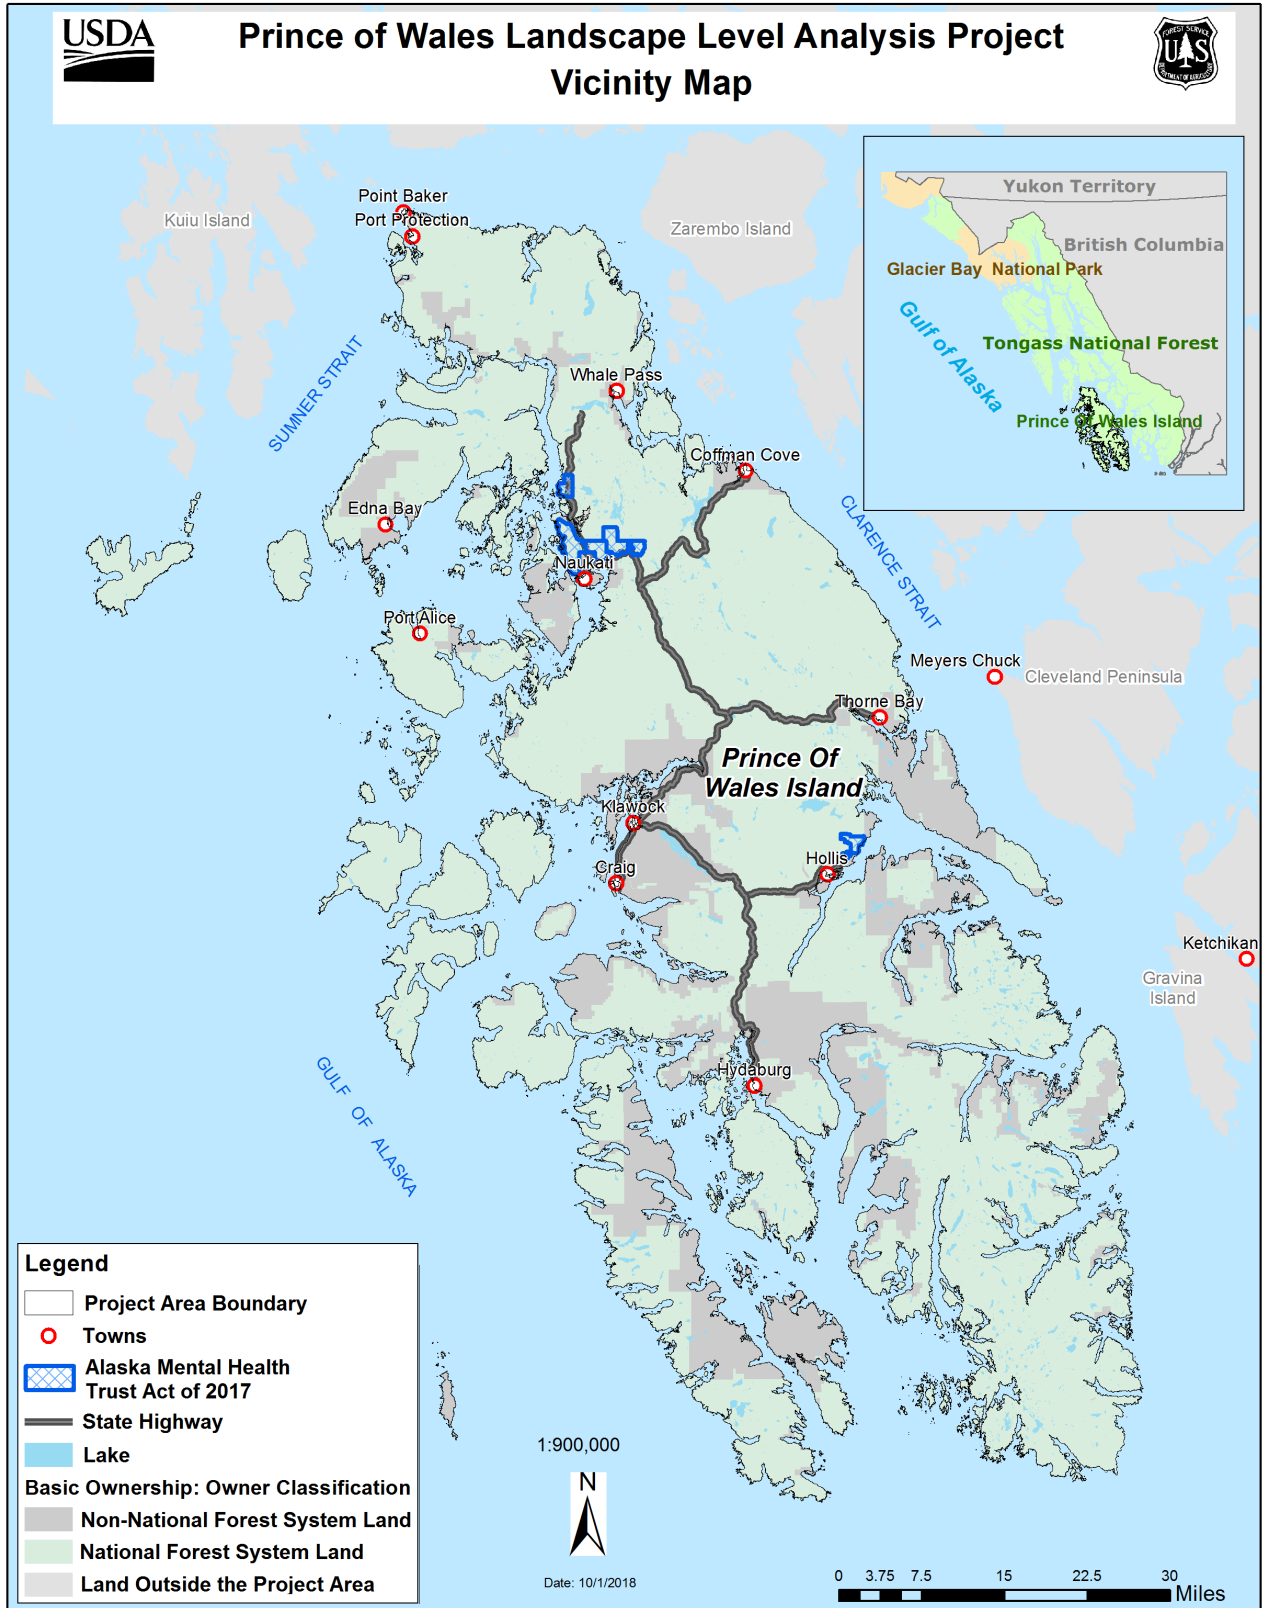 USDA
Prince of Wales Landscape Level Analysis Project
Vicinity Map
FOREST SERVICE
U S
DEPARTMENT OF AGRICULTURE
Yukon Territory
British Columbia
Glacier Bay National Park
Gulf of Alaska
Tongass National Forest
Prince Of Wales Island
Point Baker
Port Protection
Kuiu Island
Zarembo Island
SUMNER STRAIT
Whale Pass
Coffman Cove
Edna Bay
CLARENCE STRAIT
Naukati
Port Alice
Meyers Chuck
Cleveland Peninsula
Thorne Bay
Prince Of
Wales Island
Klawock
Craig
Hollis
Ketchikan
Gravina
Island
Hydaburg
GULF OF ALASKA
Legend
Project Area Boundary
Towns
Alaska Mental Health
Trust Act of 2017
State Highway
Lake
Basic Ownership: Owner Classification
Non-National Forest System Land
National Forest System Land
Land Outside the Project Area
1:900,000
N
Date: 10/1/2018
0 3.75 7.5 15 22.5 30
Miles